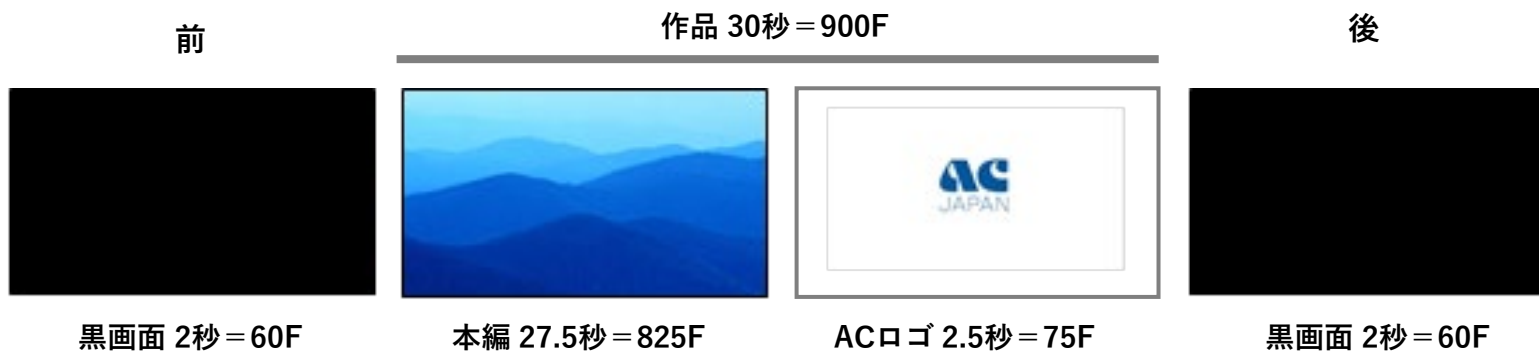 前
作品 30秒＝900F
後
AC
JAPAN
黒画面 2秒＝60F
本編 27.5秒＝825F
ACロゴ 2.5秒＝75F
黒画面 2秒＝60F